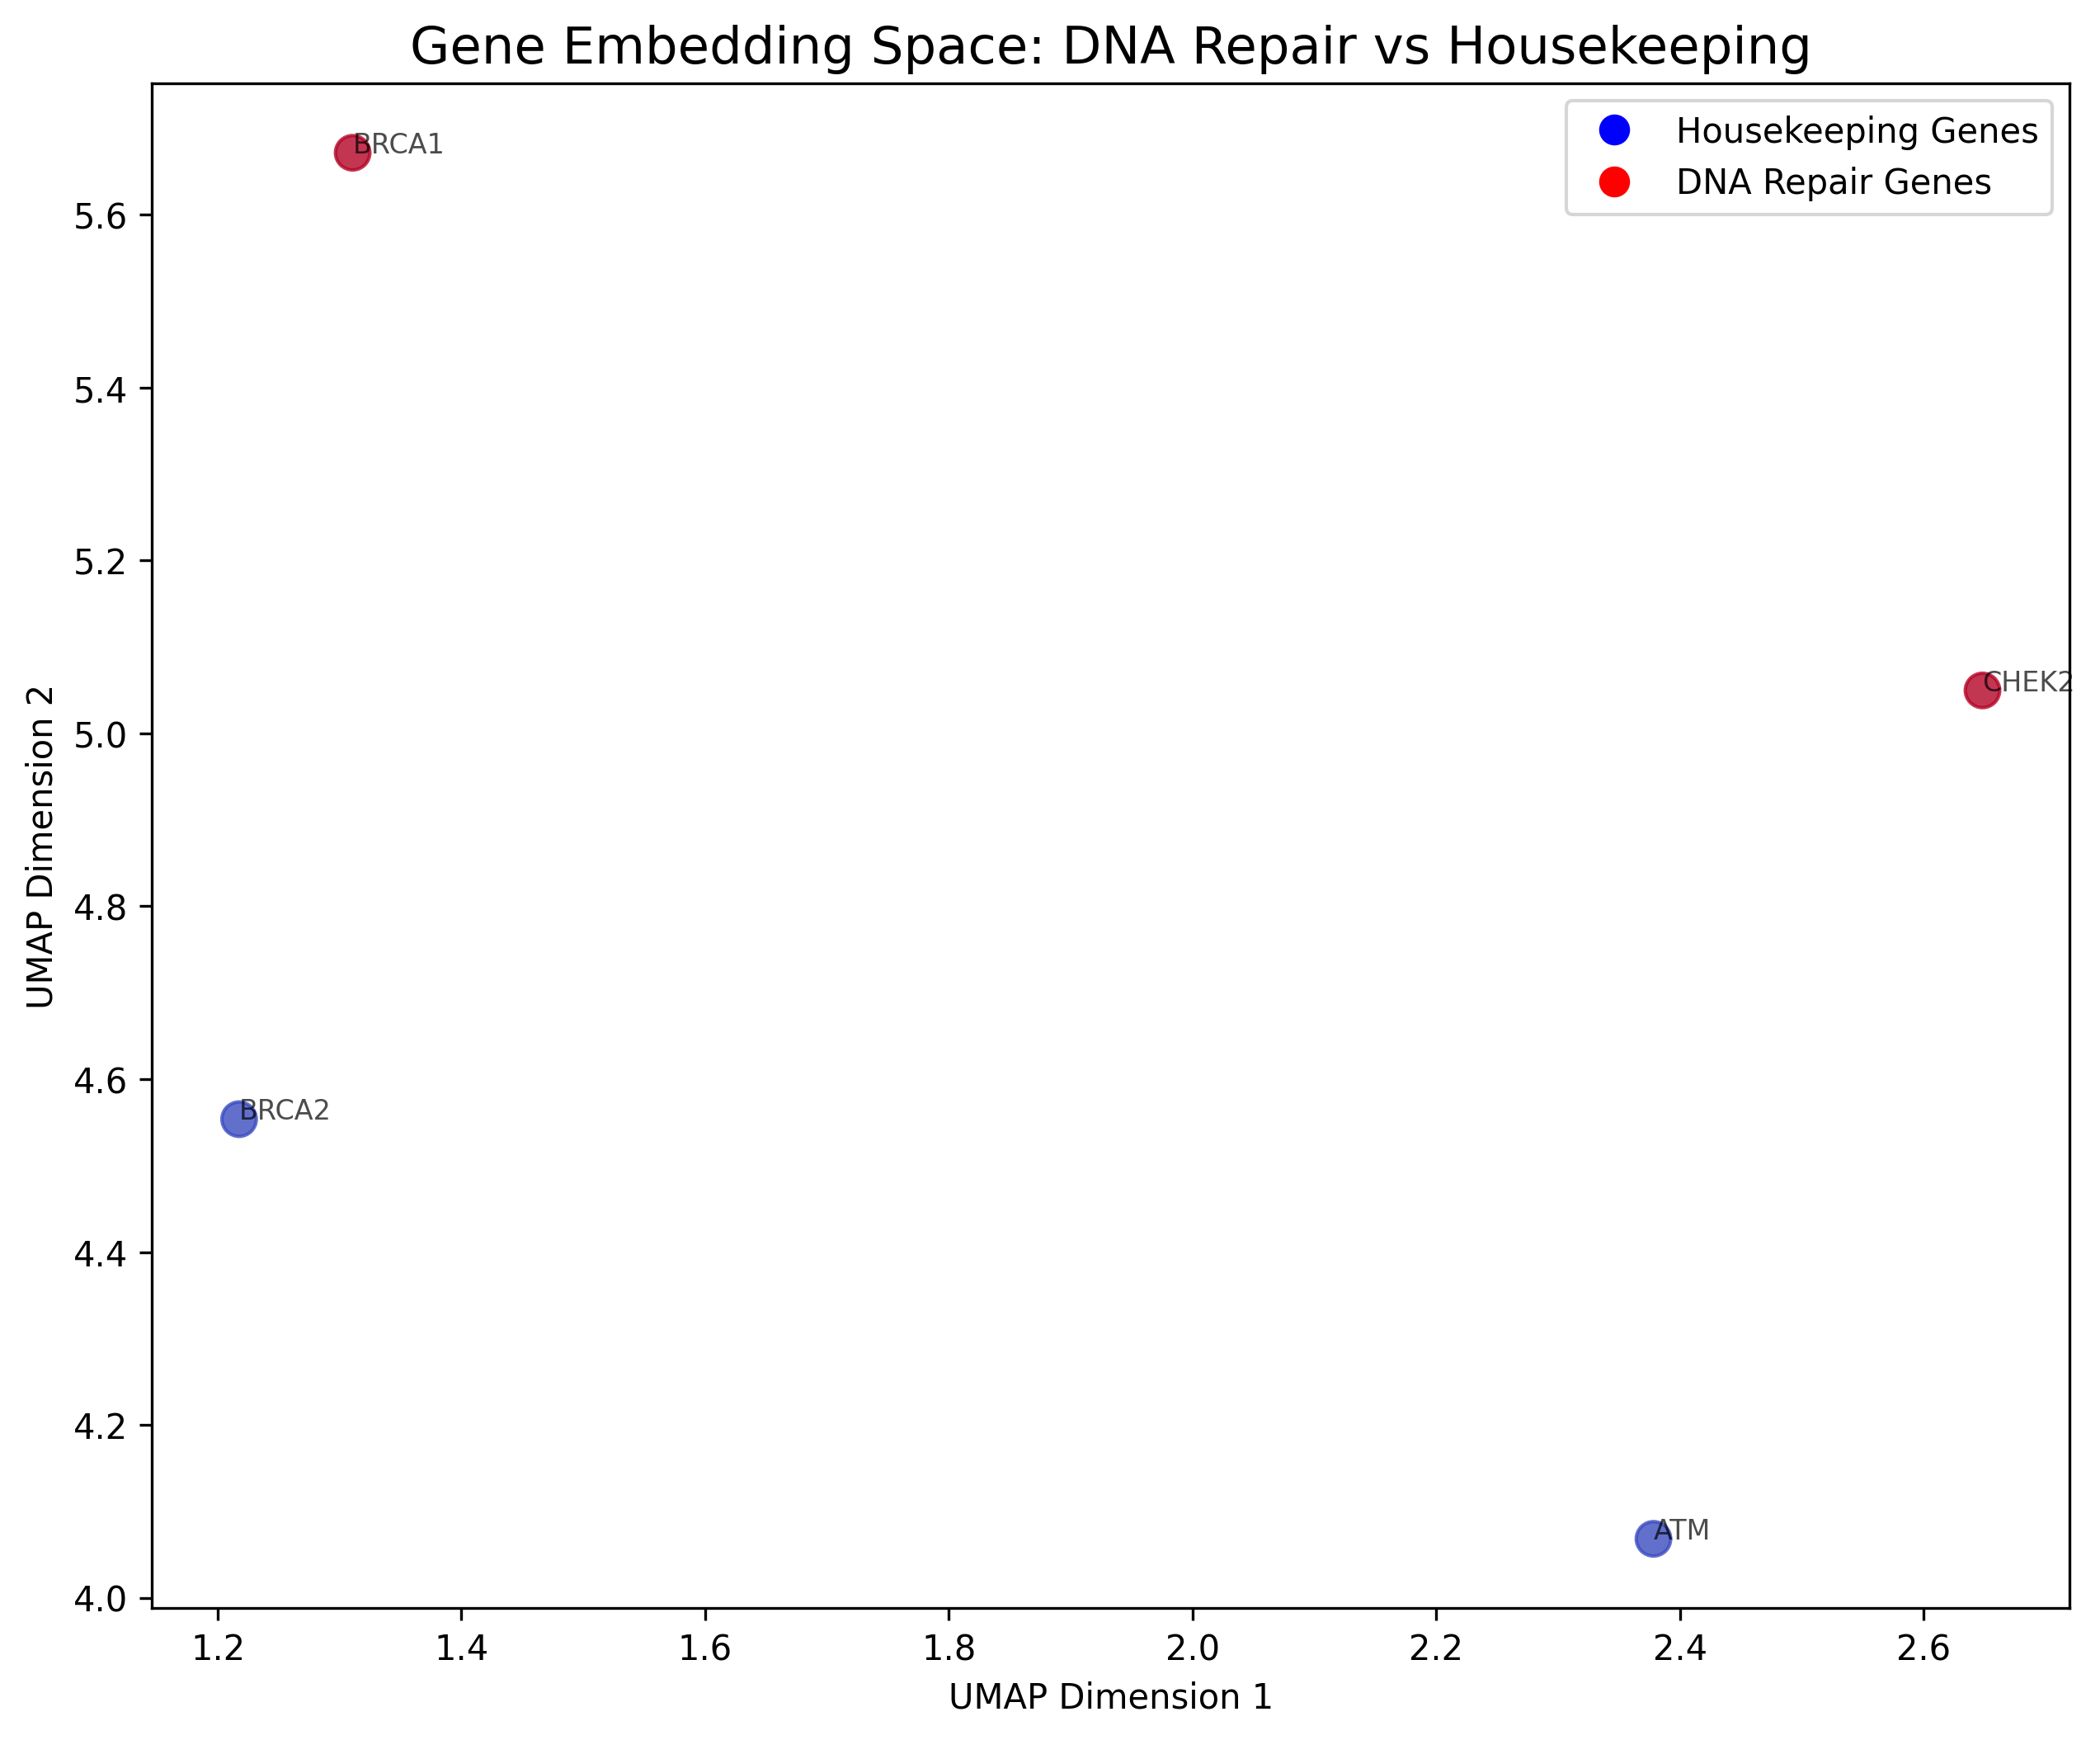 Gene Embedding Space: DNA Repair vs Housekeeping
Housekeeping Genes
DNA Repair Genes
BRCA1
CHEK2
BRCA2
ATM
UMAP Dimension 2
5.6
5.4
5.2
5.0
4.8
4.6
4.4
4.2
4.0
1.2 1.4 1.6 1.8 2.0 2.2 2.4 2.6
UMAP Dimension 1